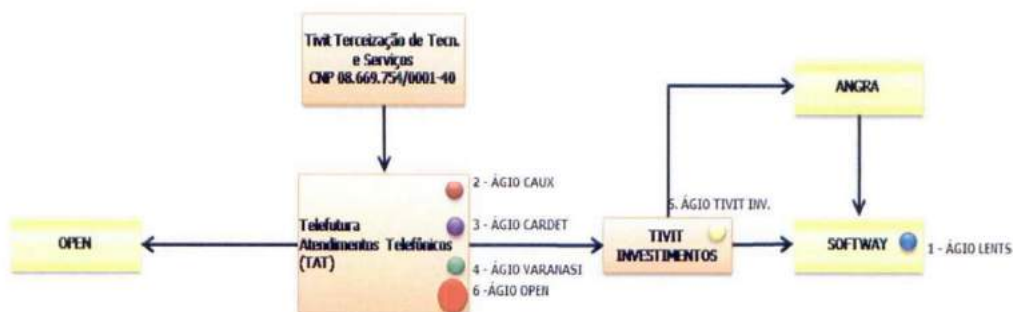 Tivit Terceização de Tecn.
e Serviços
CNP 08.669.754/0001-40
ANGRA
2 - ÁGIO CAUX
5. ÁGIO TIVIT INV.
OPEN
Telefutura
Atendimentos Telefônicos
(TAT)
3 - ÁGIO CARDET
TIVIT
INVESTIMENTOS
SOFTWAY
1 - ÁGIO LENTS
4 - ÁGIO VARANASI
6 -ÁGIO OPEN